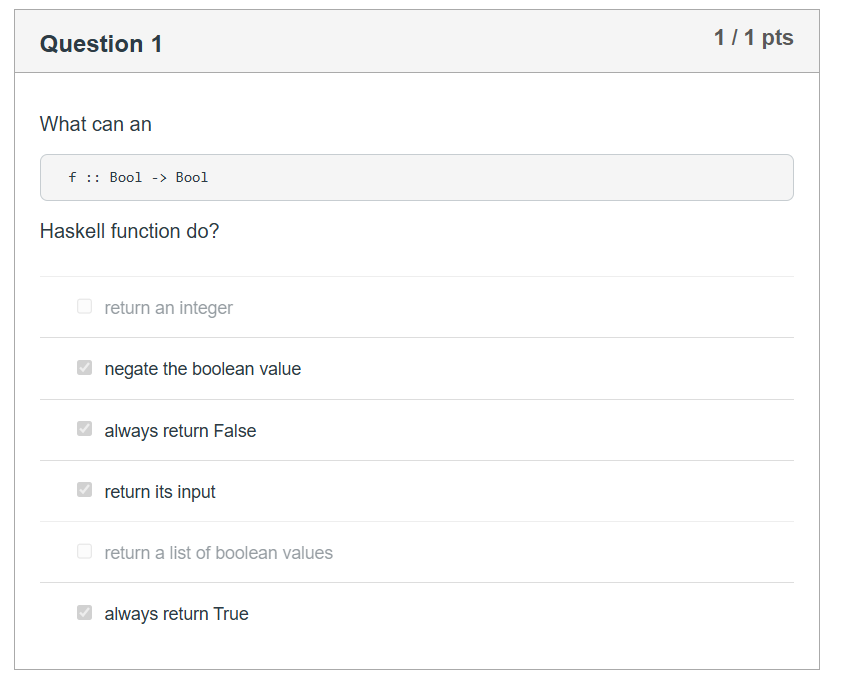 Question 1
1 / 1 pts
What can an
f :: Bool -> Bool
Haskell function do?
return an integer
negate the boolean value
always return False
return its input
return a list of boolean values
always return True